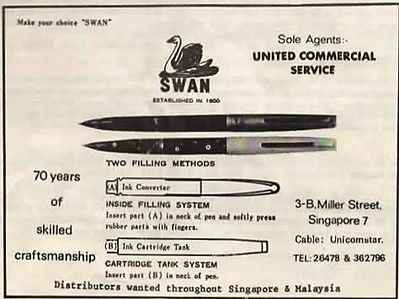 Make your choice "SWAN"
Sole Agents:-
UNITED COMMERCIAL
SERVICE
SWAN
ESTABLISHED IN 1900
TWO FILLING METHODS
(A) Ink Converter
INSIDE FILLING SYSTEM
Insert part (A) in neck of pen and softly press
rubber parts with fingers.
(B) Ink Cartridge Tank
CARTRIDGE TANK SYSTEM
Insert part (B) in neck of pen.
70 years
of
skilled
craftsmanship
3-B, Miller Street,
Singapore 7
Cable: Unicomstar.
TEL: 26478 & 362796
Distributors wanted throughout Singapore & Malaysia